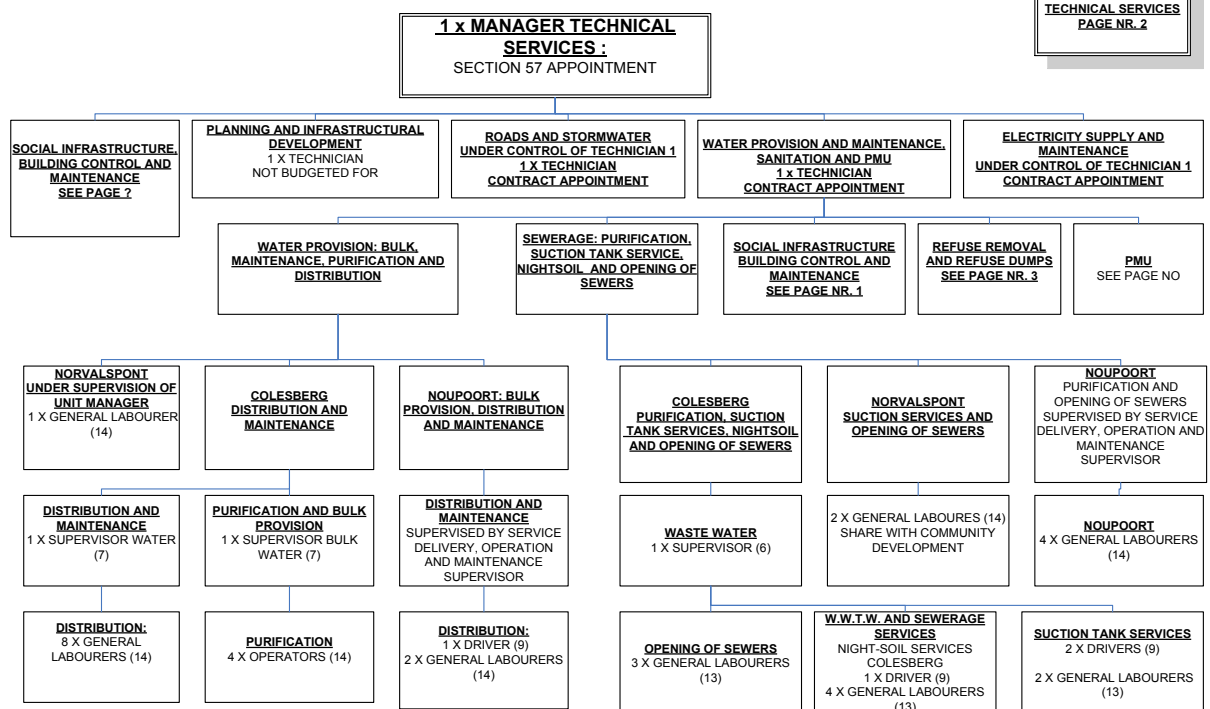 TECHNICAL SERVICES
PAGE NR. 2
1 x MANAGER TECHNICAL
SERVICES :
SECTION 57 APPOINTMENT
SOCIAL INFRASTRUCTURE,
BUILDING CONTROL AND
MAINTENANCE
SEE PAGE ?
PLANNING AND INFRASTRUCTURAL
DEVELOPMENT
1 X TECHNICIAN
NOT BUDGETED FOR
ROADS AND STORMWATER
UNDER CONTROL OF TECHNICIAN 1
1 X TECHNICIAN
CONTRACT APPOINTMENT
WATER PROVISION AND MAINTENANCE,
SANITATION AND PMU
1 x TECHNICIAN
CONTRACT APPOINTMENT
ELECTRICITY SUPPLY AND
MAINTENANCE
UNDER CONTROL OF TECHNICIAN 1
CONTRACT APPOINTMENT
WATER PROVISION: BULK,
MAINTENANCE, PURIFICATION AND
DISTRIBUTION
SEWERAGE: PURIFICATION,
SUCTION TANK SERVICE,
NIGHTSOIL AND OPENING OF
SEWERS
SOCIAL INFRASTRUCTURE
BUILDING CONTROL AND
MAINTENANCE
SEE PAGE NR. 1
REFUSE REMOVAL
AND REFUSE DUMPS
SEE PAGE NR. 3
PMU
SEE PAGE NO
NORVALSPONT
UNDER SUPERVISION OF
UNIT MANAGER
1 X GENERAL LABOURER
(14)
COLESBERG
DISTRIBUTION AND
MAINTENANCE
NOUPOORT: BULK
PROVISION, DISTRIBUTION
AND MAINTENANCE
COLESBERG
PURIFICATION, SUCTION
TANK SERVICES, NIGHTSOIL
AND OPENING OF SEWERS
NORVALSPONT
SUCTION SERVICES AND
OPENING OF SEWERS
NOUPOORT
PURIFICATION AND
OPENING OF SEWERS
SUPERVISED BY SERVICE
DELIVERY, OPERATION AND
MAINTENANCE
SUPERVISOR
DISTRIBUTION AND
MAINTENANCE
1 X SUPERVISOR WATER
(7)
PURIFICATION AND BULK
PROVISION
1 X SUPERVISOR BULK
WATER (7)
DISTRIBUTION AND
MAINTENANCE
SUPERVISED BY SERVICE
DELIVERY, OPERATION
AND MAINTENANCE
SUPERVISOR
WASTE WATER
1 X SUPERVISOR (6)
2 X GENERAL LABOURES (14)
SHARE WITH COMMUNITY
DEVELOPMENT
NOUPOORT
4 X GENERAL LABOURERS
(14)
DISTRIBUTION:
8 X GENERAL
LABOURERS (14)
PURIFICATION
4 X OPERATORS (14)
DISTRIBUTION:
1 X DRIVER (9)
2 X GENERAL LABOURERS
(14)
OPENING OF SEWERS
3 X GENERAL LABOURERS
(13)
W.W.T.W. AND SEWERAGE
SERVICES
NIGHT-SOIL SERVICES
COLESBERG
1 X DRIVER (9)
4 X GENERAL LABOURERS
(13)
SUCTION TANK SERVICES
2 X DRIVERS (9)
2 X GENERAL LABOURERS
(13)